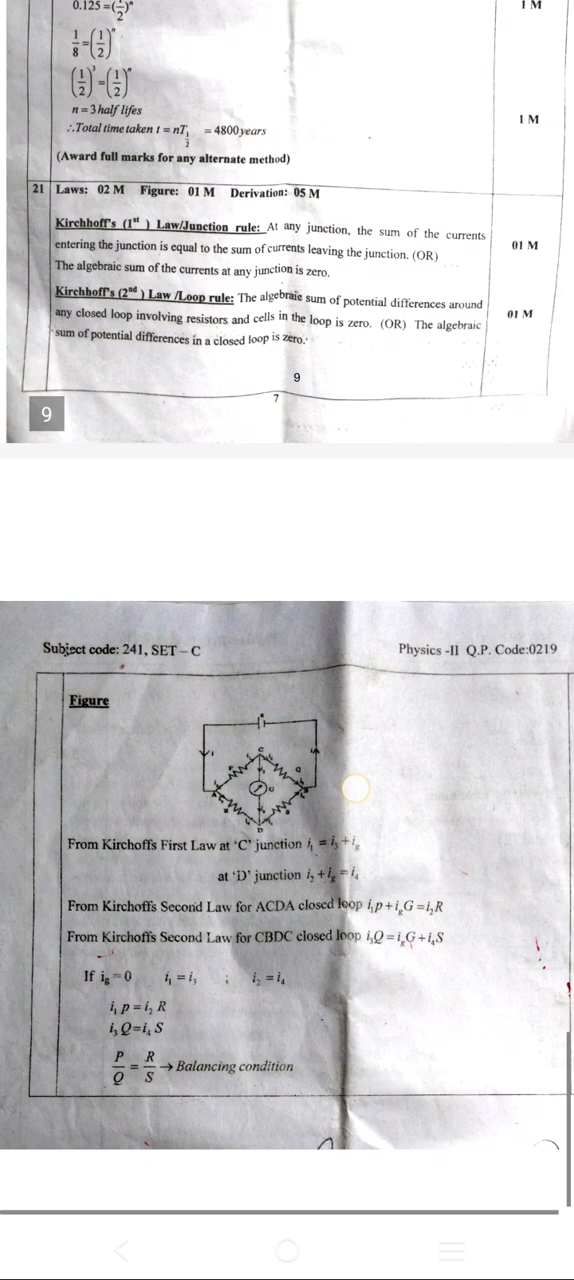 0.125 = (1/2)ⁿ
1 M
1/8 = (1/2)ⁿ
(1/2)³ = (1/2)ⁿ
n = 3 half lifes
1 M
∴ Total time taken t = nT½ = 4800 years
(Award full marks for any alternate method)
21 Laws: 02 M Figure: 01 M Derivation: 05 M
Kirchhoff's (1st ) Law/Junction rule: At any junction, the sum of the currents
entering the junction is equal to the sum of currents leaving the junction. (OR)
01 M
The algebraic sum of the currents at any junction is zero.
Kirchhoff's (2nd ) Law /Loop rule: The algebraic sum of potential differences around
any closed loop involving resistors and cells in the loop is zero. (OR) The algebraic
01 M
sum of potential differences in a closed loop is zero.
9
7
9
Subject code: 241, SET – C
Physics -II Q.P. Code:0219
Figure
C
P
Q
G
A
B
D
From Kirchoffs First Law at 'C' junction i₁ = i₃ + i_g
at 'D' junction i₂ + i_g = i₄
From Kirchoffs Second Law for ACDA closed loop i₁p + i_gG = i₂R
From Kirchoffs Second Law for CBDC closed loop i₃Q = i_gG + i₄S
If i_g = 0 i₁ = i₃ ; i₂ = i₄
i₁ p = i₂ R
i₃ Q = i₄ S
P/Q = R/S → Balancing condition